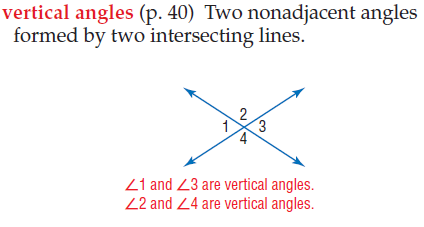 vertical angles (p. 40) Two nonadjacent angles
formed by two intersecting lines.
2
1 3
4
∠1 and ∠3 are vertical angles.
∠2 and ∠4 are vertical angles.